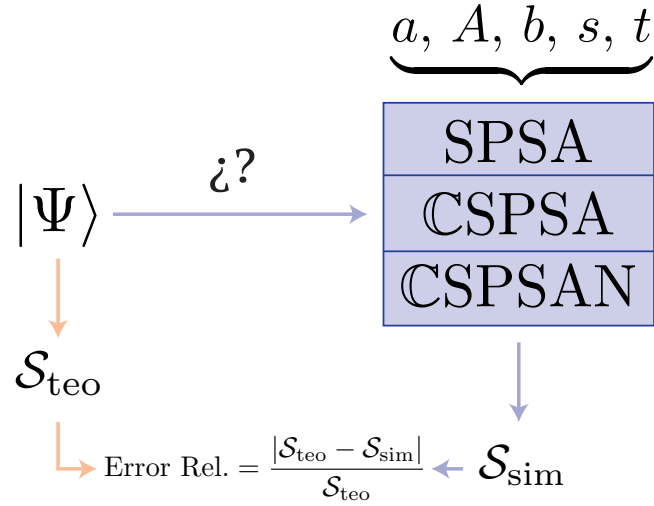 a, A, b, s, t
SPSA
¿?
|Ψ⟩
ℂSPSA
ℂSPSAN
𝒮teo
Error Rel. = |𝒮teo − 𝒮sim| / 𝒮teo
𝒮sim